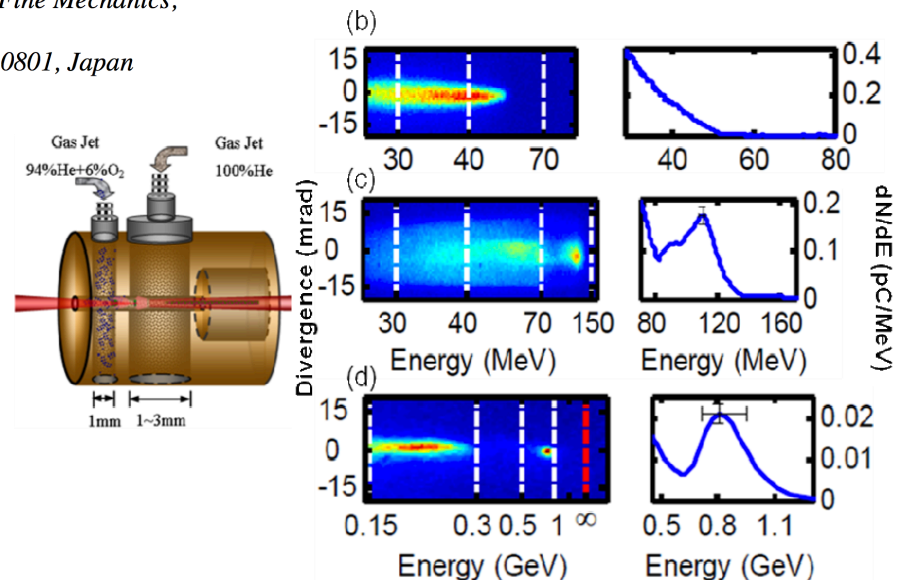 Fine Mechanics,
0801, Japan
Gas Jet
94%He+6%O₂
Gas Jet
100%He
1mm
1~3mm
Divergence (mrad)
(b)
15
0
-15
30 40 70
0.4
0.2
0
40 60 80
(c)
15
0
-15
30 40 70 150
Energy (MeV)
0.2
0.1
0
80 120 160
Energy (MeV)
dN/dE (pC/MeV)
(d)
15
0
-15
0.15 0.3 0.5 1 ∞
Energy (GeV)
0.02
0.01
0
0.5 0.8 1.1
Energy (GeV)